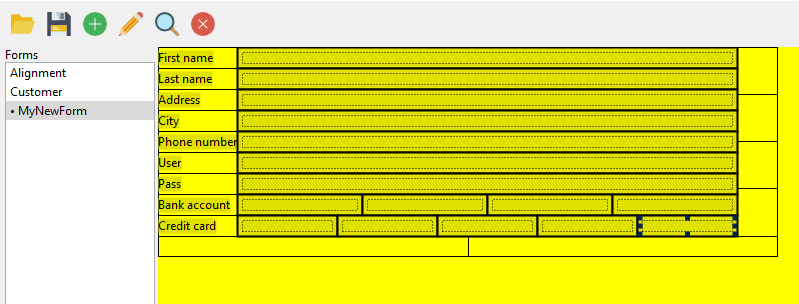 Forms
Alignment
Customer
• MyNewForm
First name
Last name
Address
City
Phone number
User
Pass
Bank account
Credit card